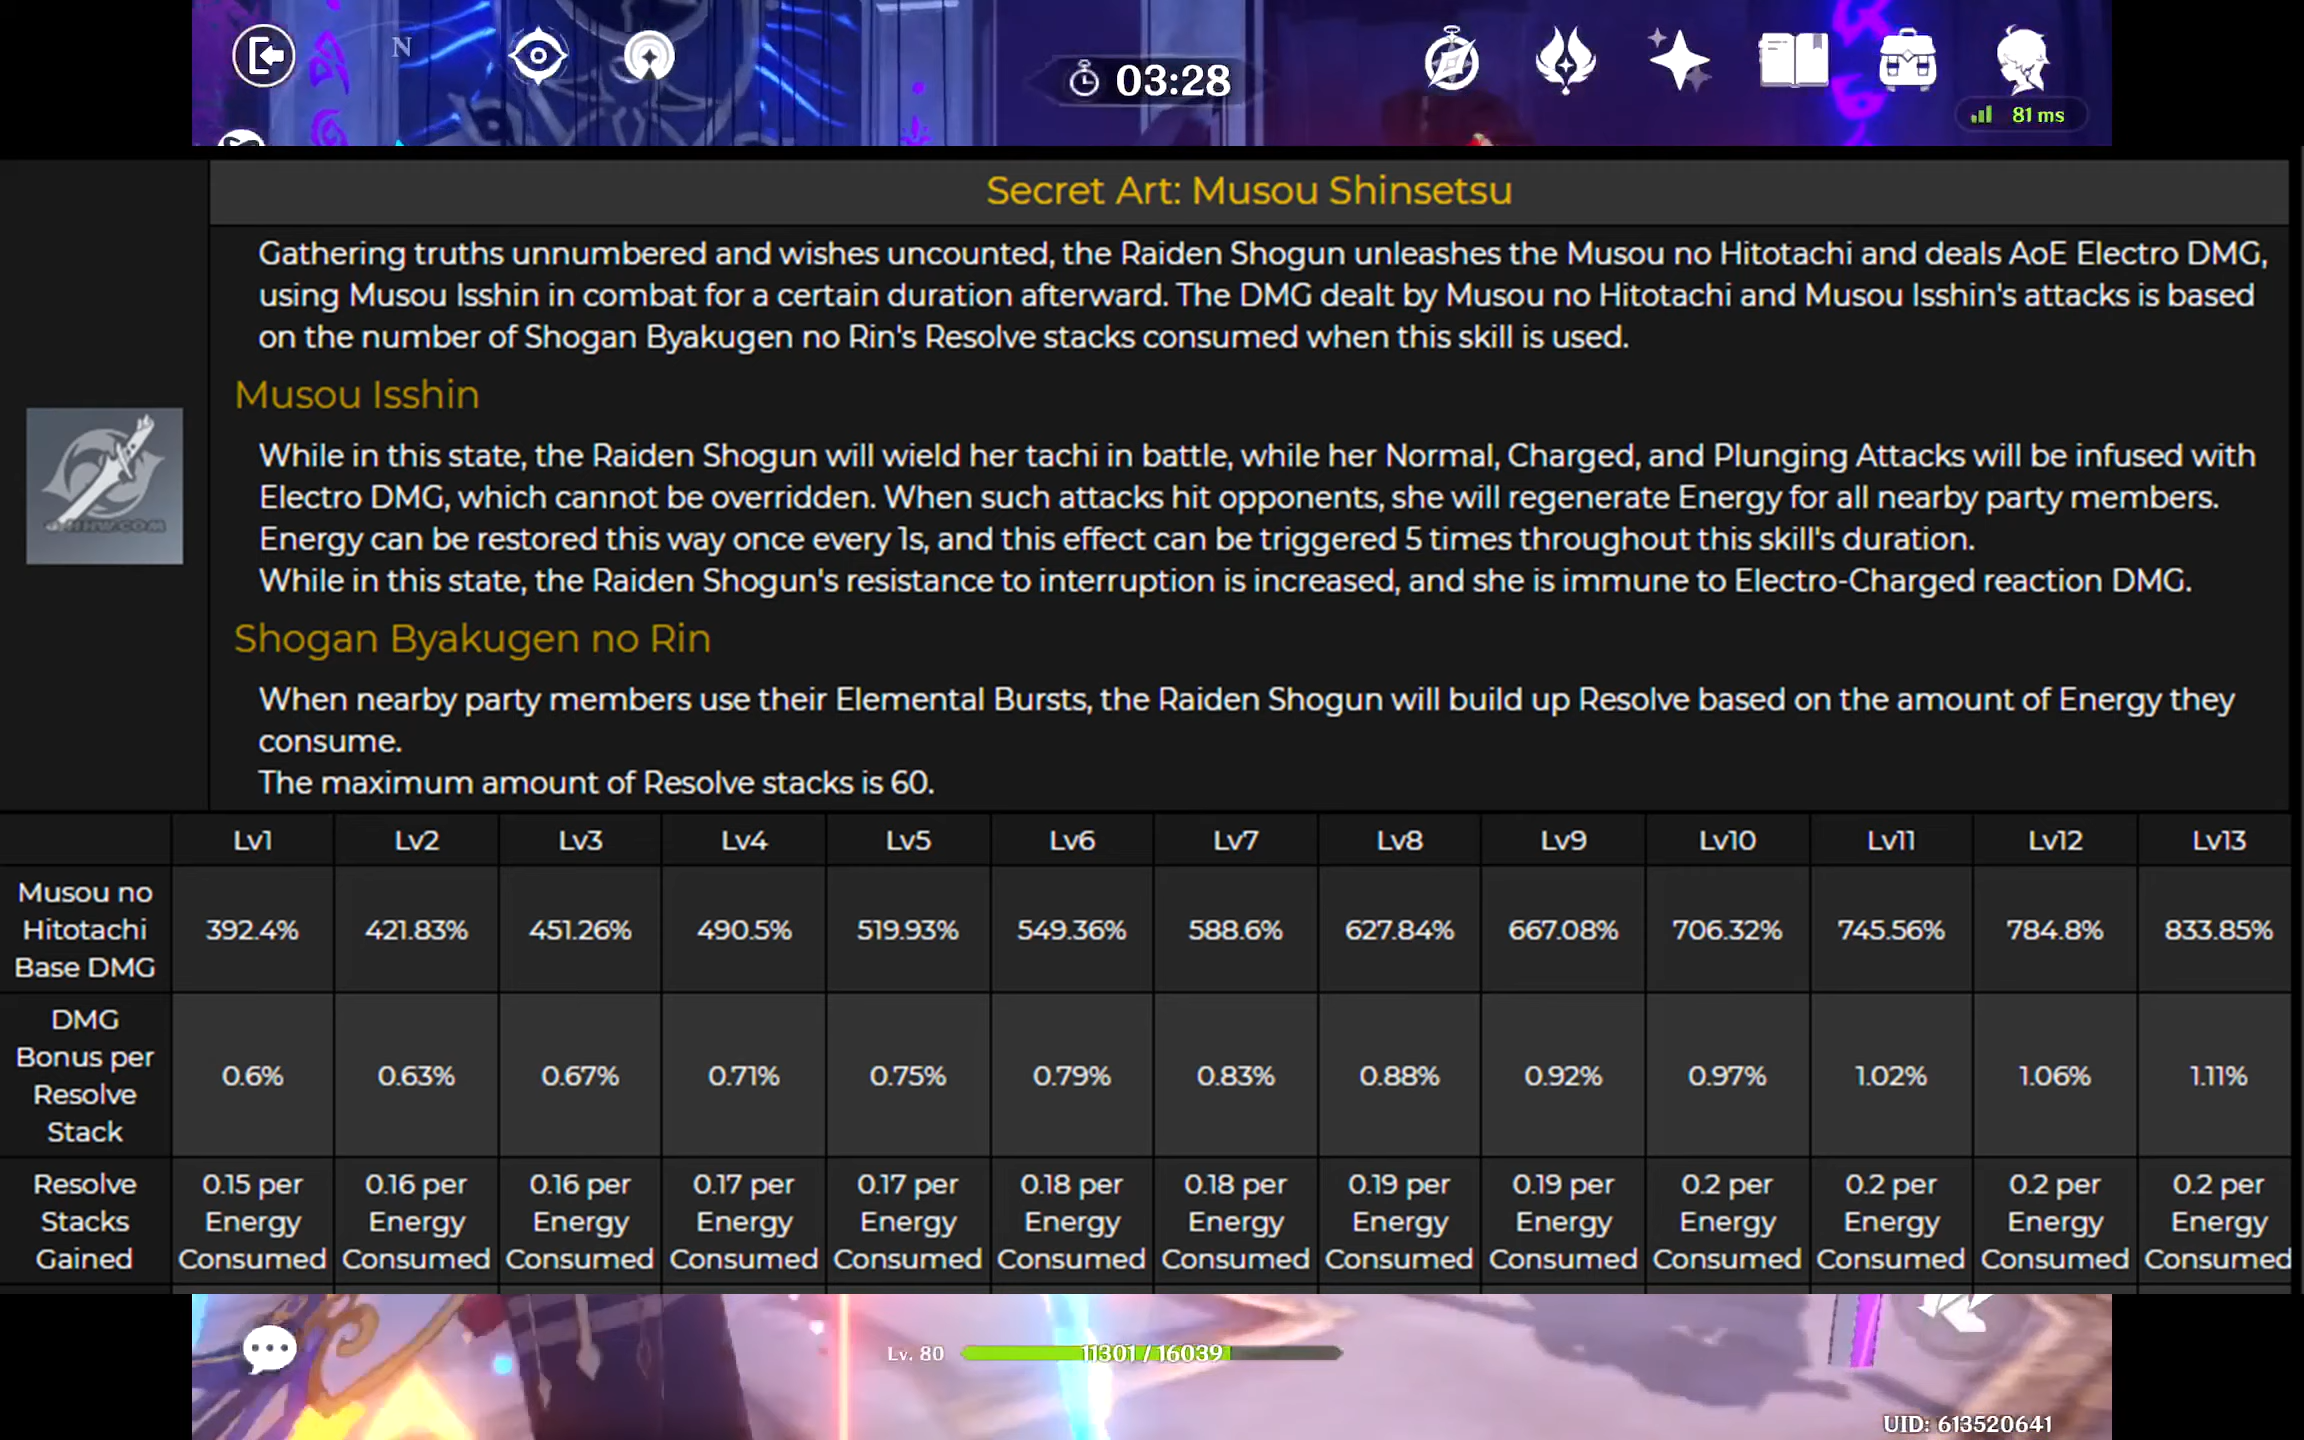 N
03:28
81 ms
Secret Art: Musou Shinsetsu
Gathering truths unnumbered and wishes uncounted, the Raiden Shogun unleashes the Musou no Hitotachi and deals AoE Electro DMG,
using Musou Isshin in combat for a certain duration afterward. The DMG dealt by Musou no Hitotachi and Musou Isshin's attacks is based
on the number of Shogan Byakugen no Rin's Resolve stacks consumed when this skill is used.
Musou Isshin
While in this state, the Raiden Shogun will wield her tachi in battle, while her Normal, Charged, and Plunging Attacks will be infused with
Electro DMG, which cannot be overridden. When such attacks hit opponents, she will regenerate Energy for all nearby party members.
Energy can be restored this way once every 1s, and this effect can be triggered 5 times throughout this skill's duration.
While in this state, the Raiden Shogun's resistance to interruption is increased, and she is immune to Electro-Charged reaction DMG.
Shogan Byakugen no Rin
When nearby party members use their Elemental Bursts, the Raiden Shogun will build up Resolve based on the amount of Energy they
consume.
The maximum amount of Resolve stacks is 60.
Lv1 Lv2 Lv3 Lv4 Lv5 Lv6 Lv7 Lv8 Lv9 Lv10 Lv11 Lv12 Lv13
Musou no
Hitotachi 392.4% 421.83% 451.26% 490.5% 519.93% 549.36% 588.6% 627.84% 667.08% 706.32% 745.56% 784.8% 833.85%
Base DMG
DMG
Bonus per
Resolve
Stack
0.6% 0.63% 0.67% 0.71% 0.75% 0.79% 0.83% 0.88% 0.92% 0.97% 1.02% 1.06% 1.11%
Resolve 0.15 per 0.16 per 0.16 per 0.17 per 0.17 per 0.18 per 0.18 per 0.19 per 0.19 per 0.2 per 0.2 per 0.2 per 0.2 per
Stacks Energy Energy Energy Energy Energy Energy Energy Energy Energy Energy Energy Energy Energy
Gained Consumed Consumed Consumed Consumed Consumed Consumed Consumed Consumed Consumed Consumed Consumed Consumed Consumed
Lv. 80 11301 / 16039
UID: 613520641